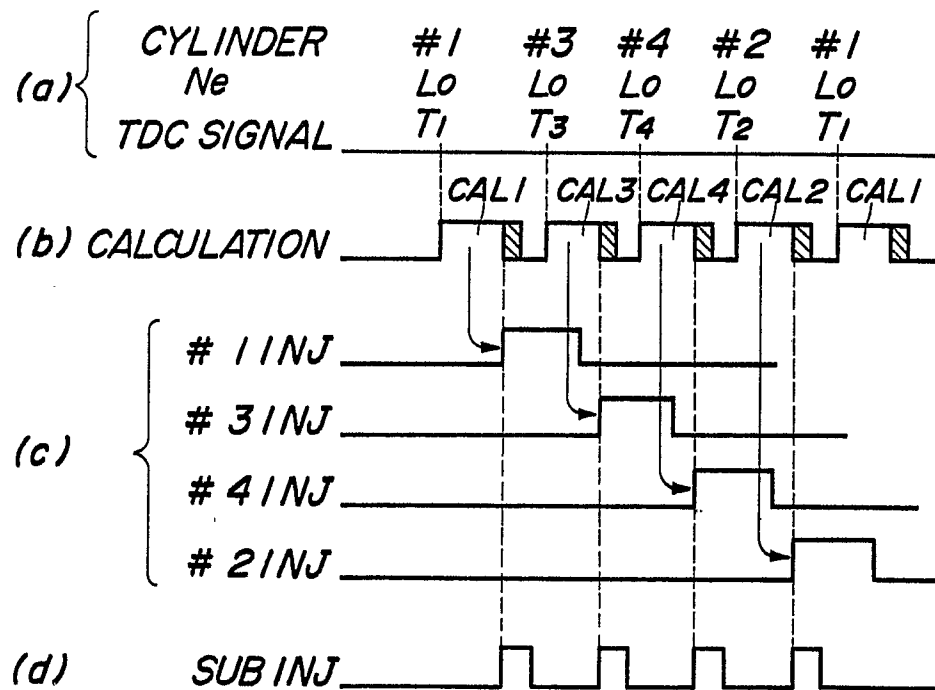 (a) CYLINDER #1 #3 #4 #2 #1
Ne Lo Lo Lo Lo Lo
TDC SIGNAL T1 T3 T4 T2 T1
CAL1 CAL3 CAL4 CAL2 CAL1
(b) CALCULATION
# 1 INJ
# 3 INJ
(c)
# 4 INJ
# 2 INJ
(d) SUB INJ